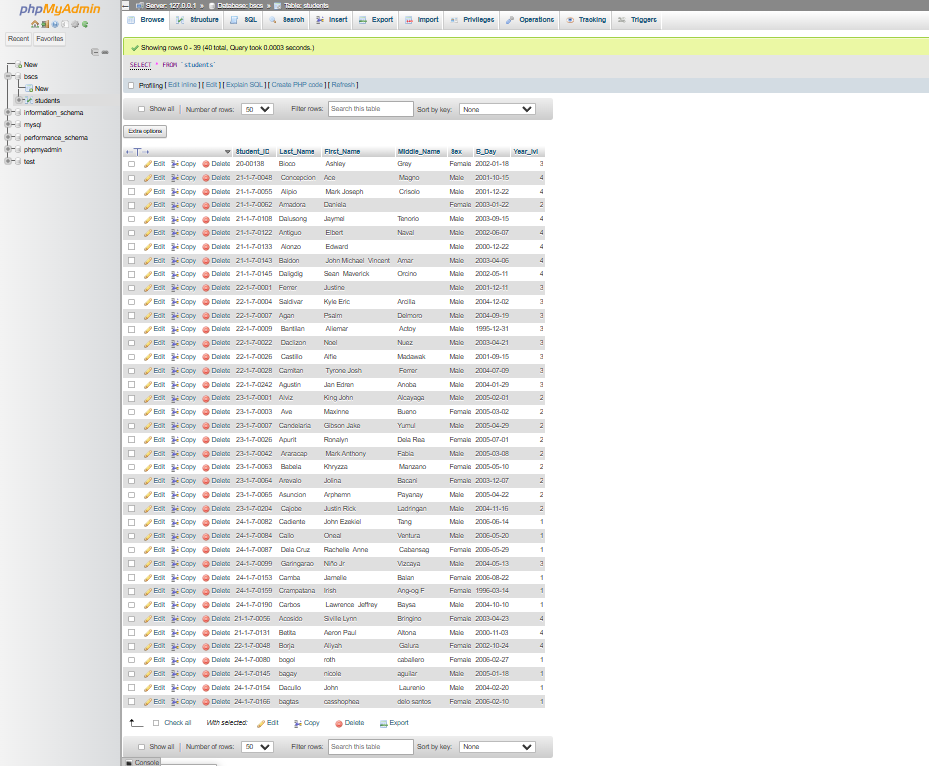 phpMyAdmin
Recent Favorites
New
bscs
New
students
information_schema
mysql
performance_schema
phpmyadmin
test
Server: 127.0.0.1 » Database: bscs » Table: students
Browse Structure SQL Search Insert Export Import Privileges Operations Tracking Triggers
Showing rows 0 - 39 (40 total, Query took 0.0003 seconds.)
SELECT * FROM `students`
Profiling [ Edit inline ] [ Edit ] [ Explain SQL ] [ Create PHP code ] [ Refresh ]
Show all | Number of rows: 50 Filter rows: Search this table Sort by key: None
Extra options
Student_ID Last_Name First_Name Middle_Name Sex B_Day Year_lvl
Edit Copy Delete 20-00138 Bioco Ashley Grey Female 2002-01-18 3
Edit Copy Delete 21-1-7-0048 Concepcion Ace Magno Male 2001-10-15 4
Edit Copy Delete 21-1-7-0055 Alipio Mark Joseph Crisolo Male 2001-12-22 4
Edit Copy Delete 21-1-7-0062 Amadora Daniela Female 2003-01-22 2
Edit Copy Delete 21-1-7-0108 Dalusong Jaymel Tenorio Male 2003-09-15 4
Edit Copy Delete 21-1-7-0122 Antiguo Elbert Naval Male 2002-06-07 4
Edit Copy Delete 21-1-7-0133 Alonzo Edward Male 2000-12-22 4
Edit Copy Delete 21-1-7-0143 Baldon John Michael Vincent Amar Male 2003-04-06 4
Edit Copy Delete 21-1-7-0145 Daligdig Sean Maverick Orcino Male 2002-05-11 4
Edit Copy Delete 22-1-7-0001 Ferrer Justine Male 2001-12-11 3
Edit Copy Delete 22-1-7-0004 Saldivar Kyle Eric Arcilla Male 2004-12-02 3
Edit Copy Delete 22-1-7-0007 Agan Psalm Delmoro Male 2004-09-19 3
Edit Copy Delete 22-1-7-0009 Bantilan Allemar Actoy Male 1995-12-31 3
Edit Copy Delete 22-1-7-0022 Daclizon Noel Nuez Male 2003-04-21 3
Edit Copy Delete 22-1-7-0026 Castillo Alfie Madawak Male 2001-09-15 3
Edit Copy Delete 22-1-7-0028 Camitan Tyrone Josh Ferrer Male 2004-07-09 3
Edit Copy Delete 22-1-7-0242 Agustin Jan Edren Anoba Male 2004-01-29 3
Edit Copy Delete 23-1-7-0001 Alviz King John Alcayaga Male 2005-02-01 2
Edit Copy Delete 23-1-7-0003 Ave Maxinne Bueno Female 2005-03-02 2
Edit Copy Delete 23-1-7-0007 Candelaria Gibson Jake Yumul Male 2005-04-29 2
Edit Copy Delete 23-1-7-0026 Apurit Ronalyn Dela Rea Female 2005-07-01 2
Edit Copy Delete 23-1-7-0042 Araracap Mark Anthony Fabia Male 2005-03-08 2
Edit Copy Delete 23-1-7-0063 Babela Khryzza Manzano Female 2005-05-10 2
Edit Copy Delete 23-1-7-0064 Arevalo Jolina Bacani Female 2003-12-07 2
Edit Copy Delete 23-1-7-0065 Asuncion Arphemn Payanay Male 2005-04-22 2
Edit Copy Delete 23-1-7-0204 Cajobe Justin Rick Ladringan Male 2004-11-16 2
Edit Copy Delete 24-1-7-0082 Cadiente John Ezekiel Tang Male 2006-06-14 1
Edit Copy Delete 24-1-7-0084 Callo Oneal Ventura Male 2006-05-20 1
Edit Copy Delete 24-1-7-0087 Dela Cruz Rachelle Anne Cabansag Female 2006-05-29 1
Edit Copy Delete 24-1-7-0099 Garingarao Niño Jr Vizcaya Male 2004-05-13 3
Edit Copy Delete 24-1-7-0153 Camba Jamelle Balan Female 2006-08-22 1
Edit Copy Delete 24-1-7-0159 Crampatana Irish Ang-og F Female 1996-03-14 1
Edit Copy Delete 24-1-7-0190 Carbos Lawrence Jeffrey Baysa Male 2004-10-10 1
Edit Copy Delete 21-1-7-0056 Acosido Siville Lynn Bringino Female 2003-04-23 4
Edit Copy Delete 21-1-7-0131 Betita Aeron Paul Altona Male 2000-11-03 4
Edit Copy Delete 22-1-7-0048 Borja Aliyah Galura Female 2002-10-24 4
Edit Copy Delete 24-1-7-0080 bogol roth caballero Female 2006-02-27 1
Edit Copy Delete 24-1-7-0145 bagay nicole aguilar Male 2005-01-18 1
Edit Copy Delete 24-1-7-0154 Dacullo John Laurenio Male 2004-02-20 1
Edit Copy Delete 24-1-7-0166 bagtas casshophea delo santos Female 2006-02-10 1
Check all With selected: Edit Copy Delete Export
Show all | Number of rows: 50 Filter rows: Search this table Sort by key: None
Console